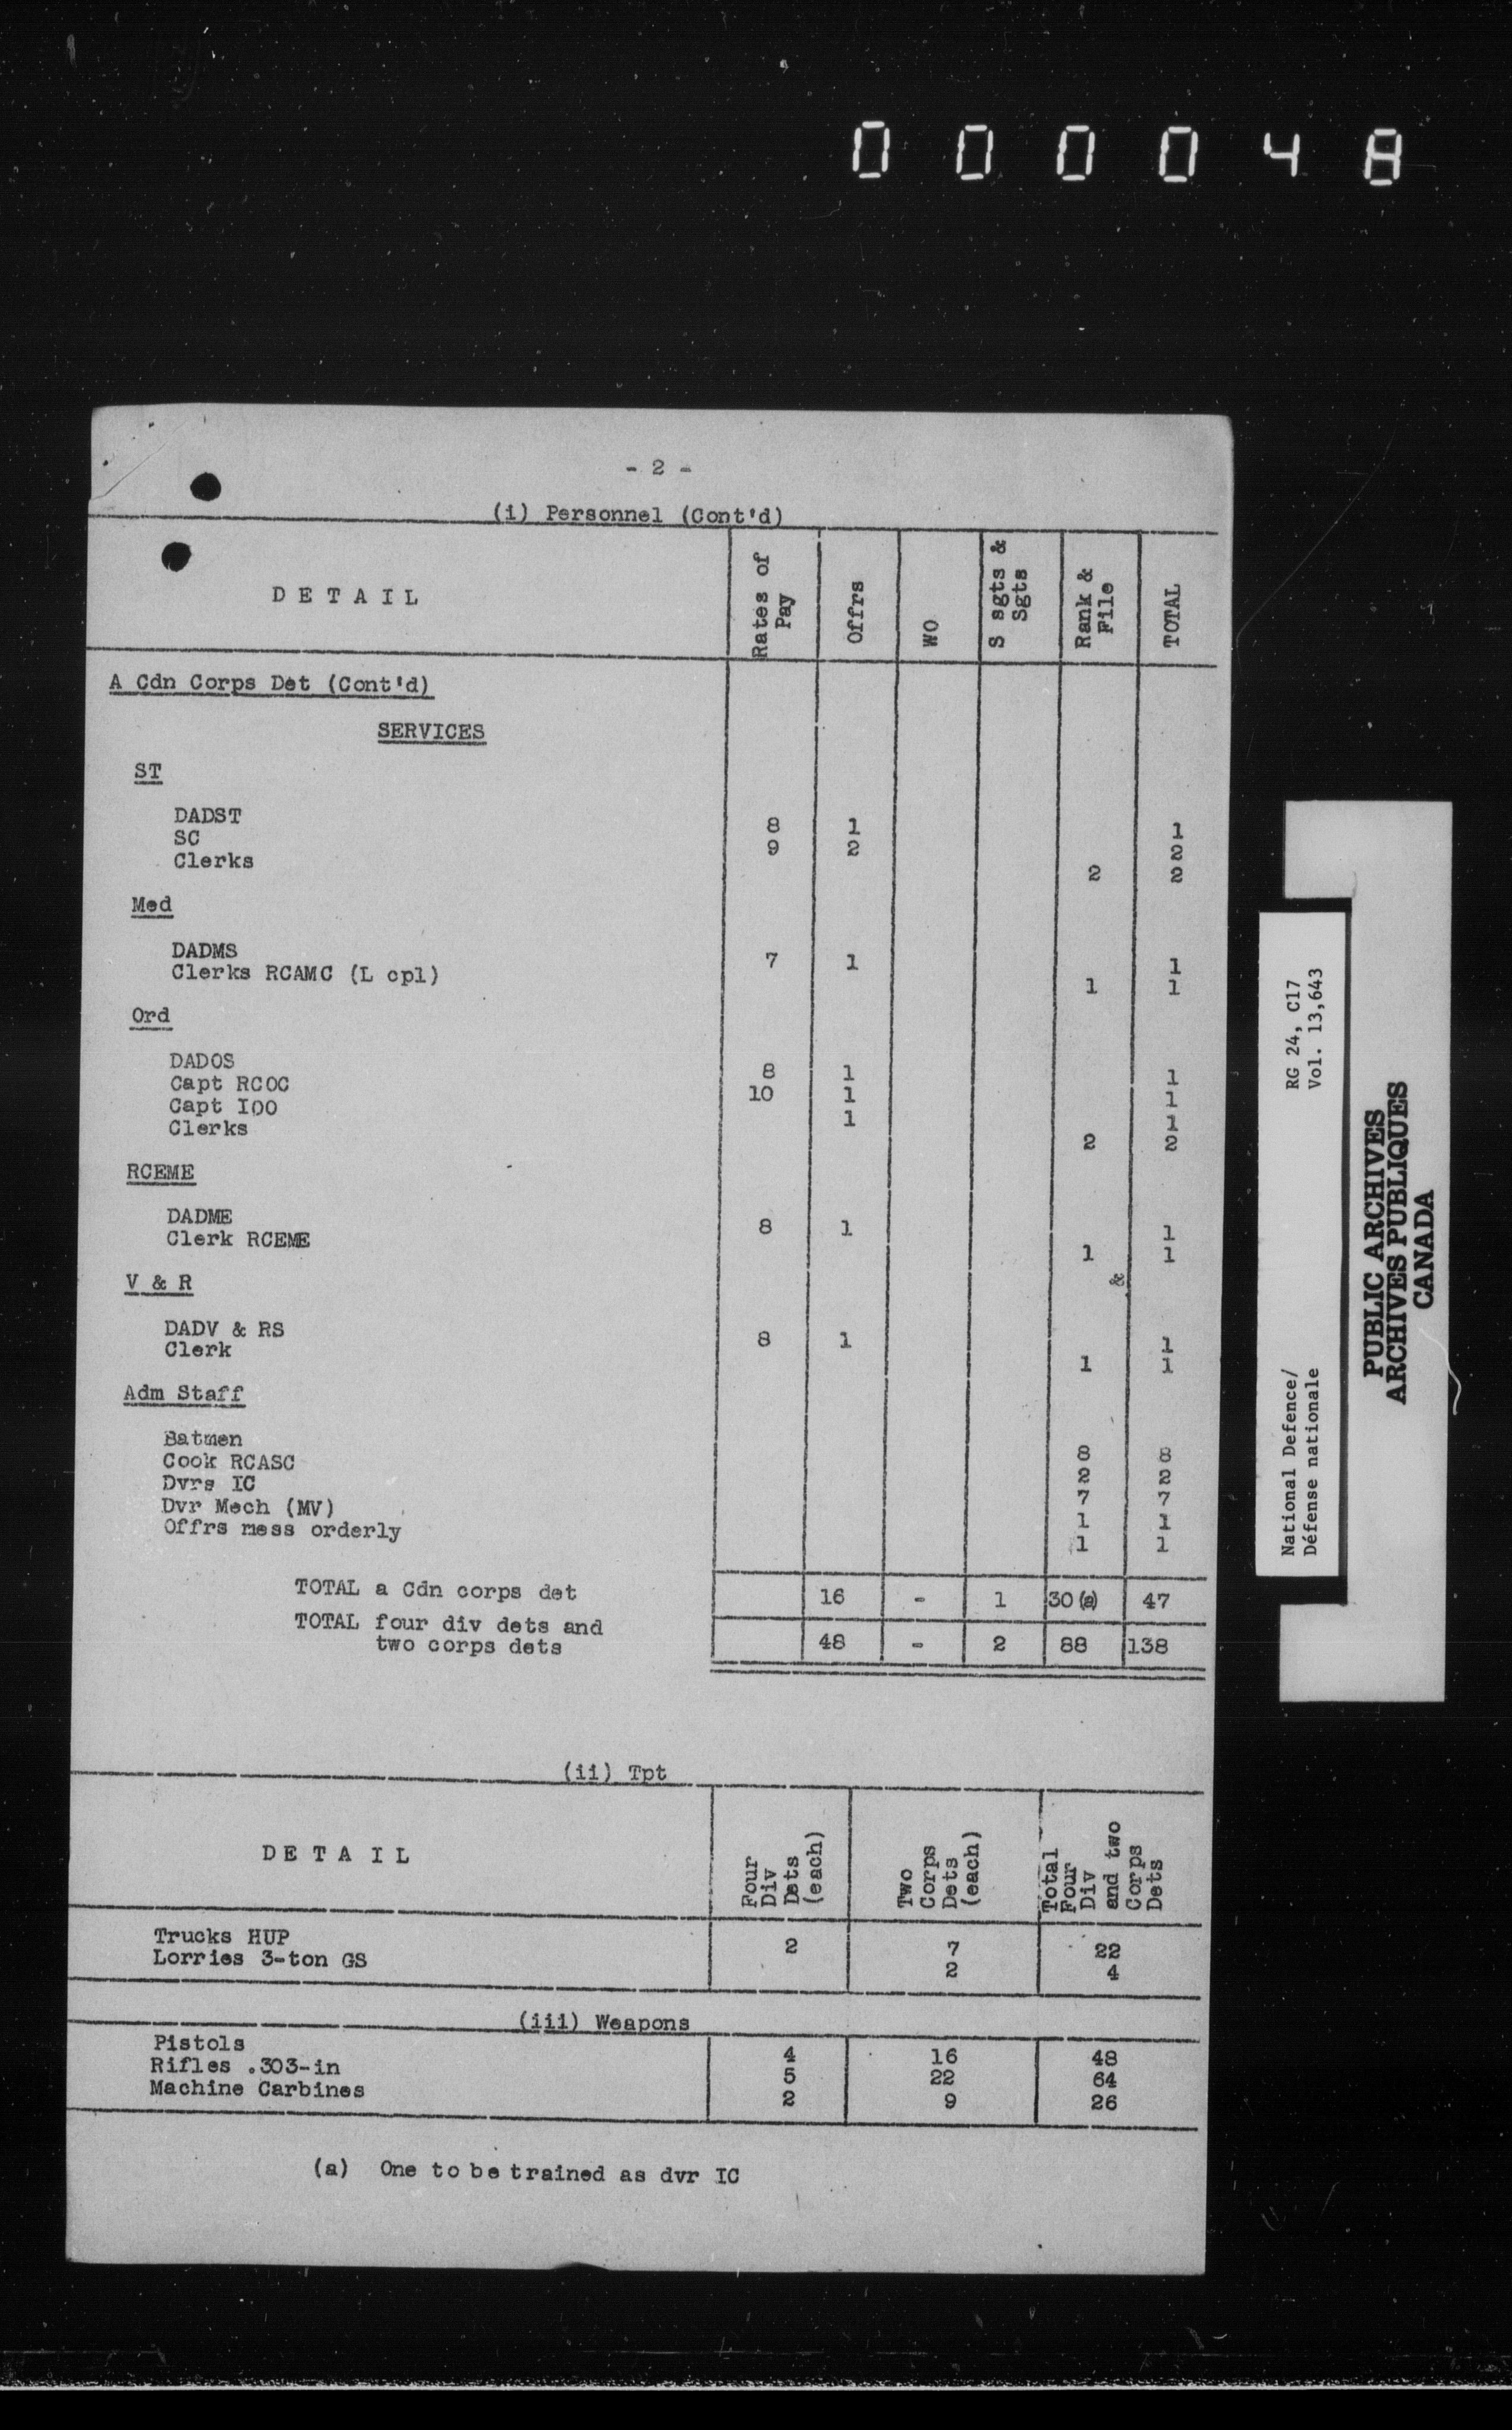 000048
- 2 -
(i) Personnel (Cont'd)
DETAIL Rates of Pay Offrs WO S sgts & Sgts Rank & File TOTAL
A Cdn Corps Det (Cont'd)
SERVICES
ST
DADST 8 1 1
SC 9 2 2
Clerks 2 2
Med
DADMS 7 1 1
Clerks RCAMC (L cpl) 1 1
Ord
DADOS 8 1 1
Capt RCOC 10 1 1
Capt IOO 1 1
Clerks 2 2
RCEME
DADME 8 1 1
Clerk RCEME 1 1
&
V & R
DADV & RS 8 1 1
Clerk 1 1
Adm Staff
Batmen 8 8
Cook RCASC 2 2
Dvrs IC 7 7
Dvr Mech (MV) 1 1
Offrs mess orderly 1 1
TOTAL a Cdn corps det 16 - 1 30(a) 47
TOTAL four div dets and
two corps dets 48 - 2 88 138
(ii) Tpt
DETAIL Four Div Dets (each) Two Corps Dets (each) Total Four Div and two Corps Dets
Trucks HUP 2 7 22
Lorries 3-ton GS 2 4
(iii) Weapons
Pistols 4 16 48
Rifles .303-in 5 22 64
Machine Carbines 2 9 26
(a) One to be trained as dvr IC
National Defence/ RG 24, C17
Défense nationale Vol. 13,643
PUBLIC ARCHIVES
ARCHIVES PUBLIQUES
CANADA